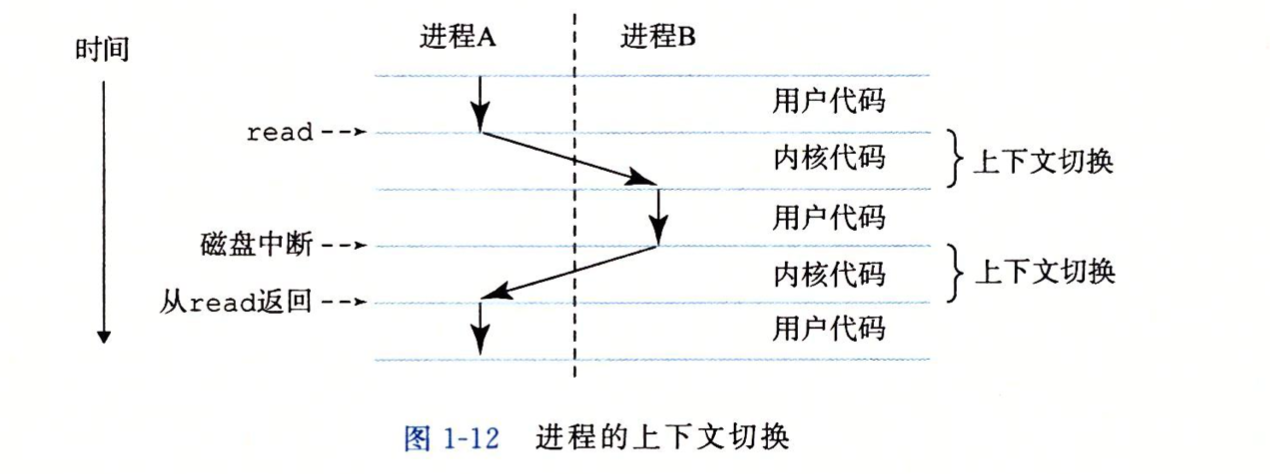 时间
进程A 进程B
用户代码
read
内核代码 上下文切换
用户代码
磁盘中断
内核代码 上下文切换
从read返回
用户代码
图 1-12 进程的上下文切换